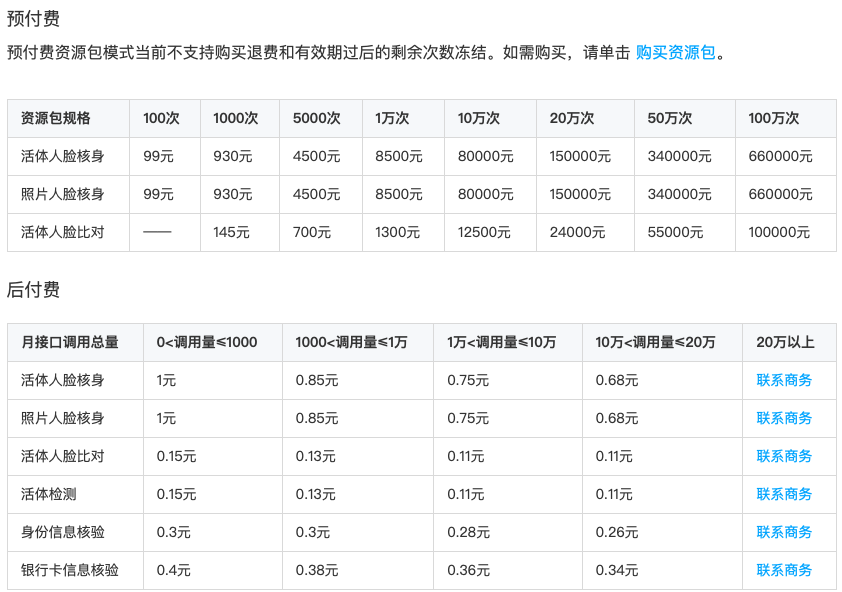 预付费
预付费资源包模式当前不支持购买退费和有效期过后的剩余次数冻结。如需购买，请单击 购买资源包。
资源包规格 100次 1000次 5000次 1万次 10万次 20万次 50万次 100万次
活体人脸核身 99元 930元 4500元 8500元 80000元 150000元 340000元 660000元
照片人脸核身 99元 930元 4500元 8500元 80000元 150000元 340000元 660000元
活体人脸比对 —— 145元 700元 1300元 12500元 24000元 55000元 100000元
后付费
月接口调用总量 0<调用量≤1000 1000<调用量≤1万 1万<调用量≤10万 10万<调用量≤20万 20万以上
活体人脸核身 1元 0.85元 0.75元 0.68元 联系商务
照片人脸核身 1元 0.85元 0.75元 0.68元 联系商务
活体人脸比对 0.15元 0.13元 0.11元 0.11元 联系商务
活体检测 0.15元 0.13元 0.11元 0.11元 联系商务
身份信息核验 0.3元 0.3元 0.28元 0.26元 联系商务
银行卡信息核验 0.4元 0.38元 0.36元 0.34元 联系商务